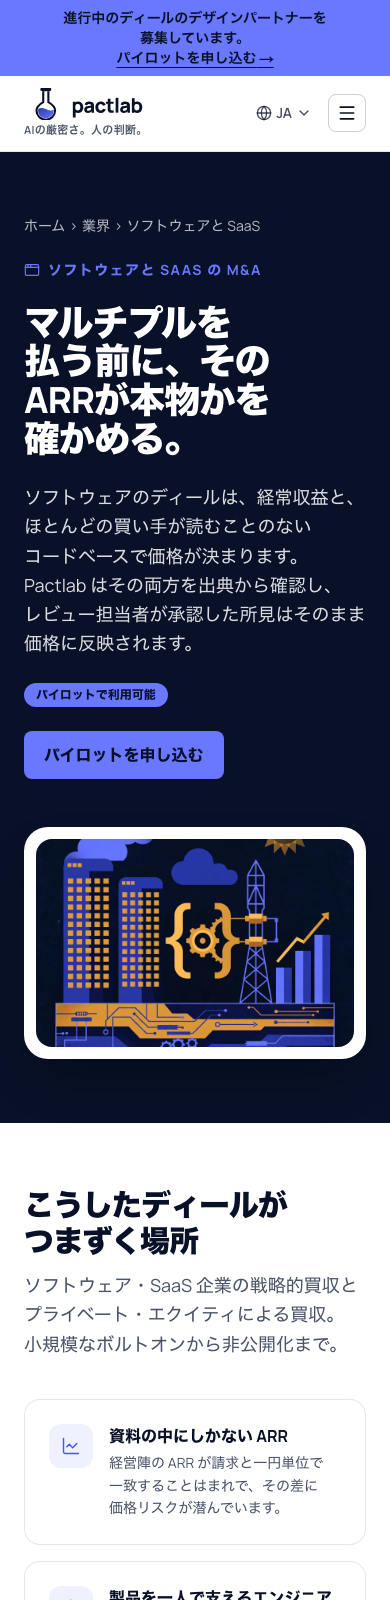 進行中のディールのデザインパートナーを
募集しています。
パイロットを申し込む →
pactlab
AIの厳密さ。人の判断。
JA
ホーム › 業界 › ソフトウェアと SaaS
ソフトウェアと SAAS の M&A
マルチプルを
払う前に、その
ARRが本物かを
確かめる。
ソフトウェアのディールは、経常収益と、
ほとんどの買い手が読むことのない
コードベースで価格が決まります。
Pactlab はその両方を出典から確認し、
レビュー担当者が承認した所見はそのまま
価格に反映されます。
パイロットで利用可能
パイロットを申し込む
{ }
こうしたディールが
つまずく場所
ソフトウェア・SaaS 企業の戦略的買収と
プライベート・エクイティによる買収。
小規模なボルトオンから非公開化まで。
資料の中にしかない ARR
経営陣の ARR が請求と一円単位で
一致することはまれで、その差に
価格リスクが潜んでいます。
製品を一人で支えるエンジニア